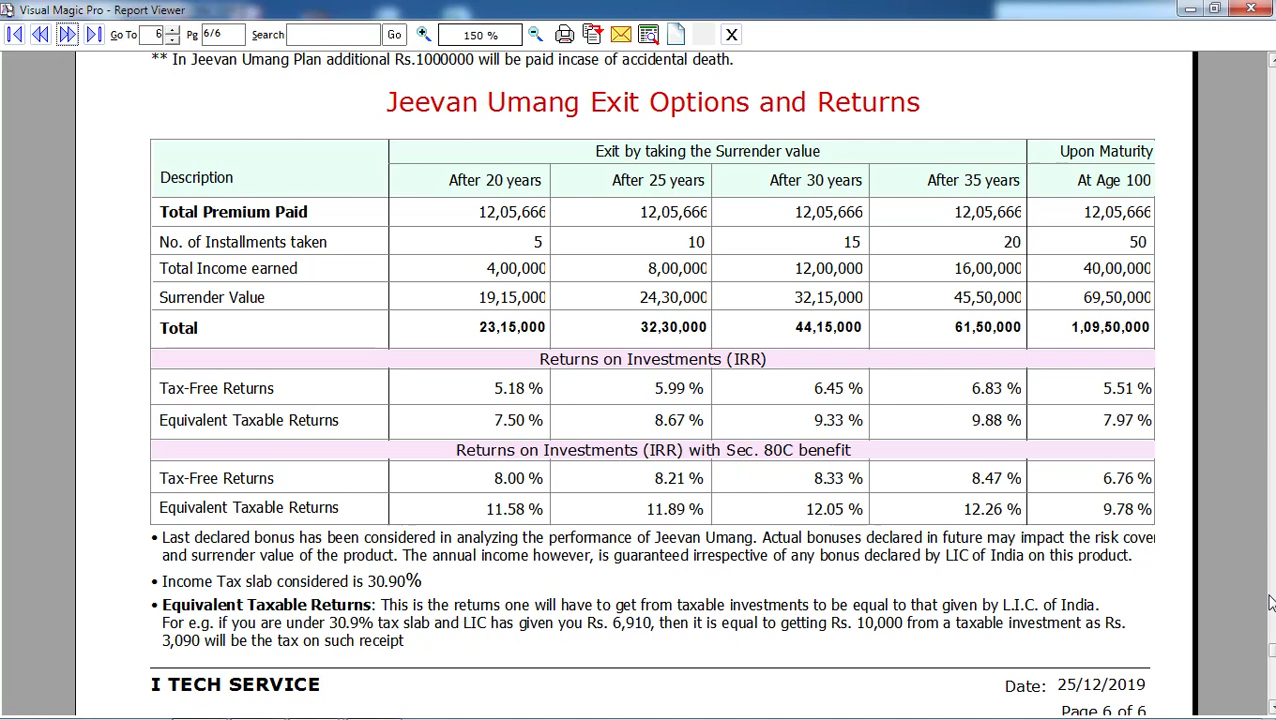 Visual Magic Pro - Report Viewer
Go To 6 Pg 6/6 Search Go 150 % X
** In Jeevan Umang Plan additional Rs.1000000 will be paid incase of accidental death.
Jeevan Umang Exit Options and Returns
Description Exit by taking the Surrender value Upon Maturity
After 20 years After 25 years After 30 years After 35 years At Age 100
Total Premium Paid 12,05,666 12,05,666 12,05,666 12,05,666 12,05,666
No. of Installments taken 5 10 15 20 50
Total Income earned 4,00,000 8,00,000 12,00,000 16,00,000 40,00,000
Surrender Value 19,15,000 24,30,000 32,15,000 45,50,000 69,50,000
Total 23,15,000 32,30,000 44,15,000 61,50,000 1,09,50,000
Returns on Investments (IRR)
Tax-Free Returns 5.18 % 5.99 % 6.45 % 6.83 % 5.51 %
Equivalent Taxable Returns 7.50 % 8.67 % 9.33 % 9.88 % 7.97 %
Returns on Investments (IRR) with Sec. 80C benefit
Tax-Free Returns 8.00 % 8.21 % 8.33 % 8.47 % 6.76 %
Equivalent Taxable Returns 11.58 % 11.89 % 12.05 % 12.26 % 9.78 %
• Last declared bonus has been considered in analyzing the performance of Jeevan Umang. Actual bonuses declared in future may impact the risk cove
and surrender value of the product. The annual income however, is guaranteed irrespective of any bonus declared by LIC of India on this product.
• Income Tax slab considered is 30.90%
• Equivalent Taxable Returns: This is the returns one will have to get from taxable investments to be equal to that given by L.I.C. of India.
For e.g. if you are under 30.9% tax slab and LIC has given you Rs. 6,910, then it is equal to getting Rs. 10,000 from a taxable investment as Rs.
3,090 will be the tax on such receipt
I TECH SERVICE Date: 25/12/2019
Page 6 of 6